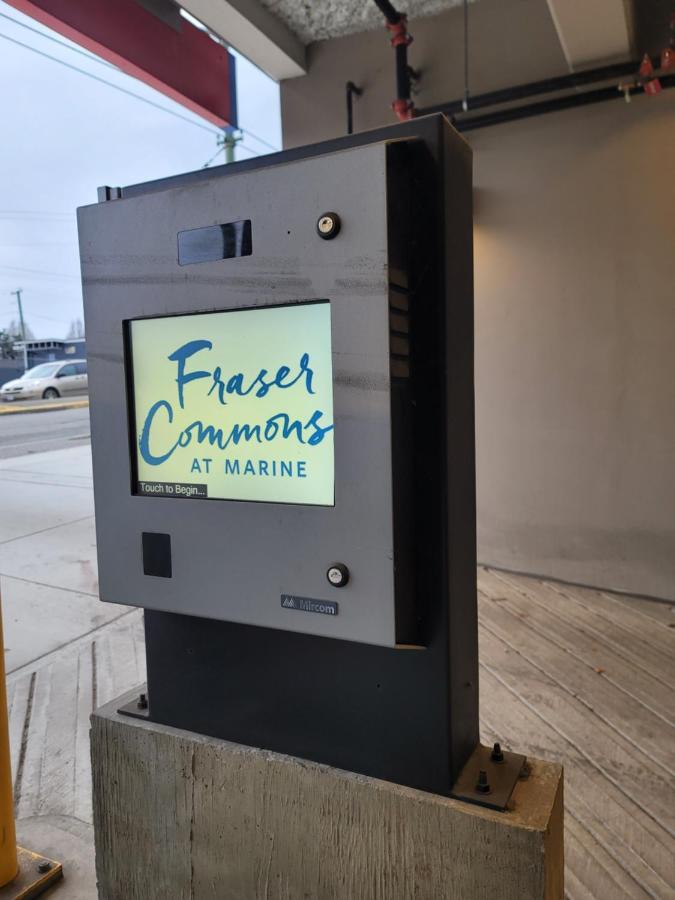 Fraser
Commons
AT MARINE
Touch to Begin...
Mircom